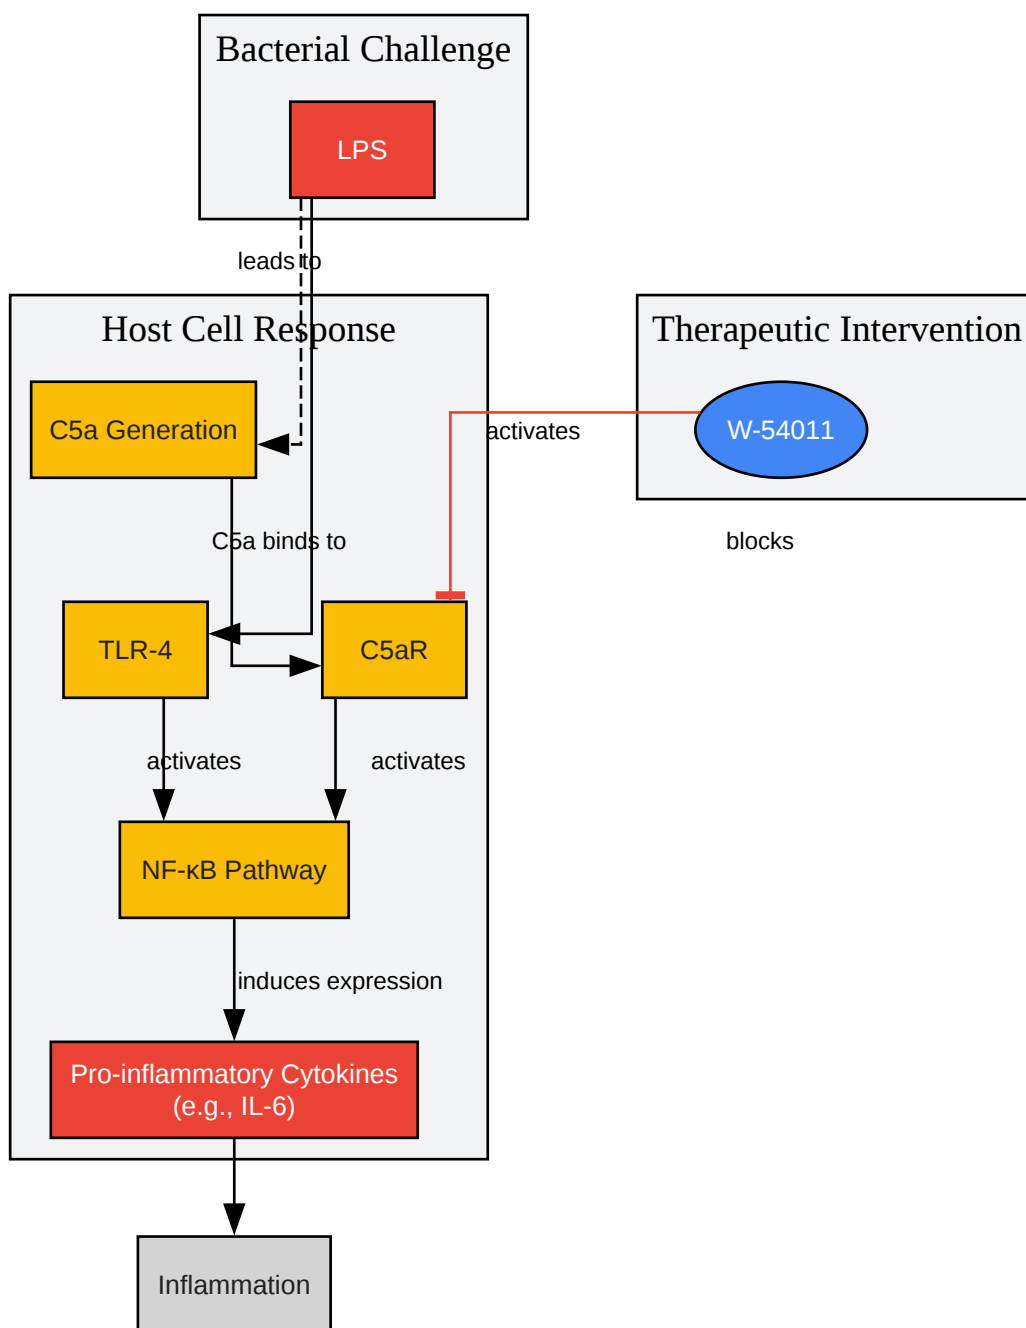 Bacterial Challenge
LPS
leads to
Host Cell Response
Therapeutic Intervention
C5a Generation
activates
W-54011
C5a binds to
blocks
TLR-4
C5aR
activates
activates
NF-κB Pathway
induces expression
Pro-inflammatory Cytokines
(e.g., IL-6)
Inflammation